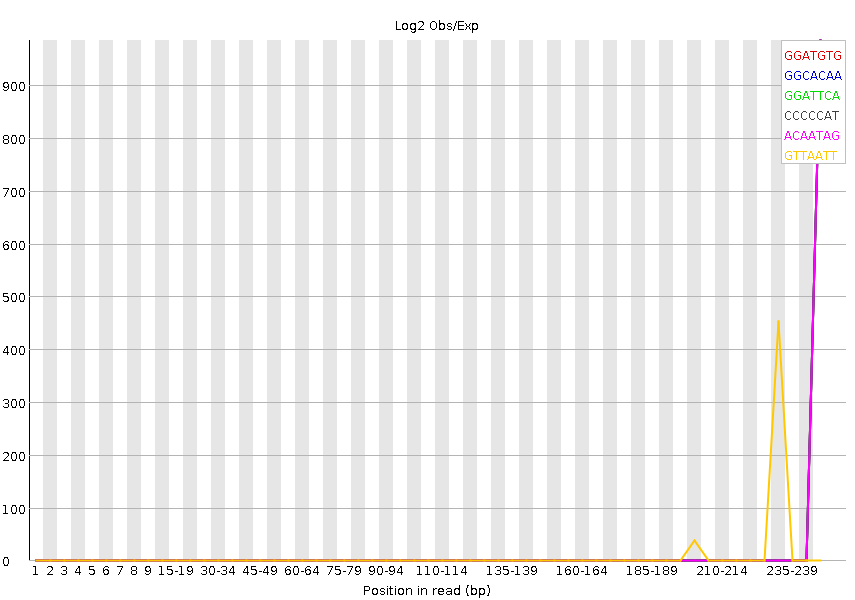 Log2 Obs/Exp
900
800
700
600
500
400
300
200
100
0
GGATGTG
GGCACAA
GGATTCA
CCCCCAT
ACAATAG
GTTAATT
1 2 3 4 5 6 7 8 9 15-19 30-34 45-49 60-64 75-79 90-94 110-114 135-139 160-164 185-189 210-214 235-239
Position in read (bp)